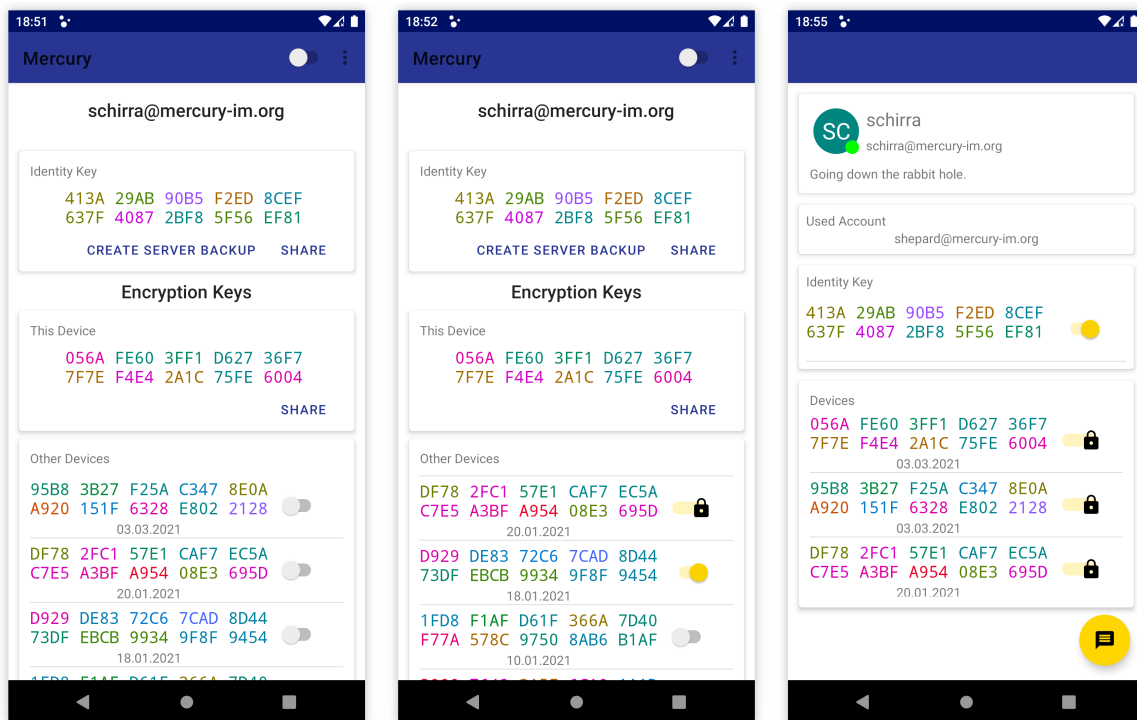 18:51
Mercury
schirra@mercury-im.org
Identity Key
413A 29AB 90B5 F2ED 8CEF
637F 4087 2BF8 5F56 EF81
CREATE SERVER BACKUP SHARE
Encryption Keys
This Device
056A FE60 3FF1 D627 36F7
7F7E F4E4 2A1C 75FE 6004
SHARE
Other Devices
95B8 3B27 F25A C347 8E0A
A920 151F 6328 E802 2128
03.03.2021
DF78 2FC1 57E1 CAF7 EC5A
C7E5 A3BF A954 08E3 695D
20.01.2021
D929 DE83 72C6 7CAD 8D44
73DF EBCB 9934 9F8F 9454
18.01.2021
1FD8 F1AF D61F 366A 7D40
18:52
Mercury
schirra@mercury-im.org
Identity Key
413A 29AB 90B5 F2ED 8CEF
637F 4087 2BF8 5F56 EF81
CREATE SERVER BACKUP SHARE
Encryption Keys
This Device
056A FE60 3FF1 D627 36F7
7F7E F4E4 2A1C 75FE 6004
SHARE
Other Devices
DF78 2FC1 57E1 CAF7 EC5A
C7E5 A3BF A954 08E3 695D
20.01.2021
D929 DE83 72C6 7CAD 8D44
73DF EBCB 9934 9F8F 9454
18.01.2021
1FD8 F1AF D61F 366A 7D40
F77A 578C 9750 8AB6 B1AF
10.01.2021
18:55
SC
schirra
schirra@mercury-im.org
Going down the rabbit hole.
Used Account
shepard@mercury-im.org
Identity Key
413A 29AB 90B5 F2ED 8CEF
637F 4087 2BF8 5F56 EF81
Devices
056A FE60 3FF1 D627 36F7
7F7E F4E4 2A1C 75FE 6004
03.03.2021
95B8 3B27 F25A C347 8E0A
A920 151F 6328 E802 2128
03.03.2021
DF78 2FC1 57E1 CAF7 EC5A
C7E5 A3BF A954 08E3 695D
20.01.2021